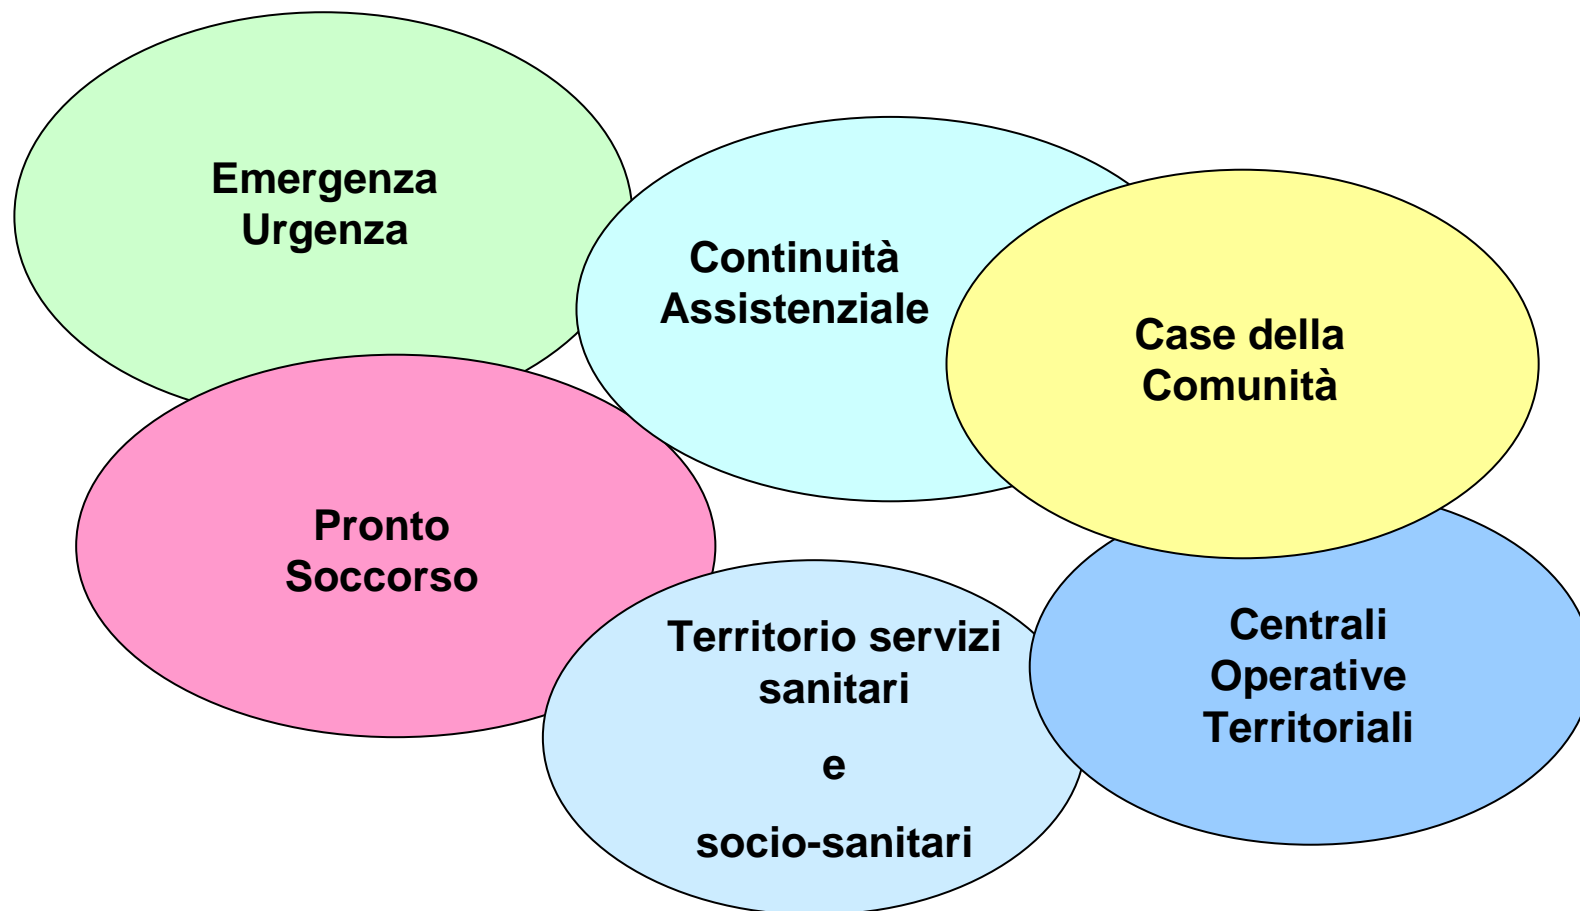 Emergenza
Urgenza
Continuità
Assistenziale
Case della
Comunità
Pronto
Soccorso
Territorio servizi
sanitari
e
socio-sanitari
Centrali
Operative
Territoriali